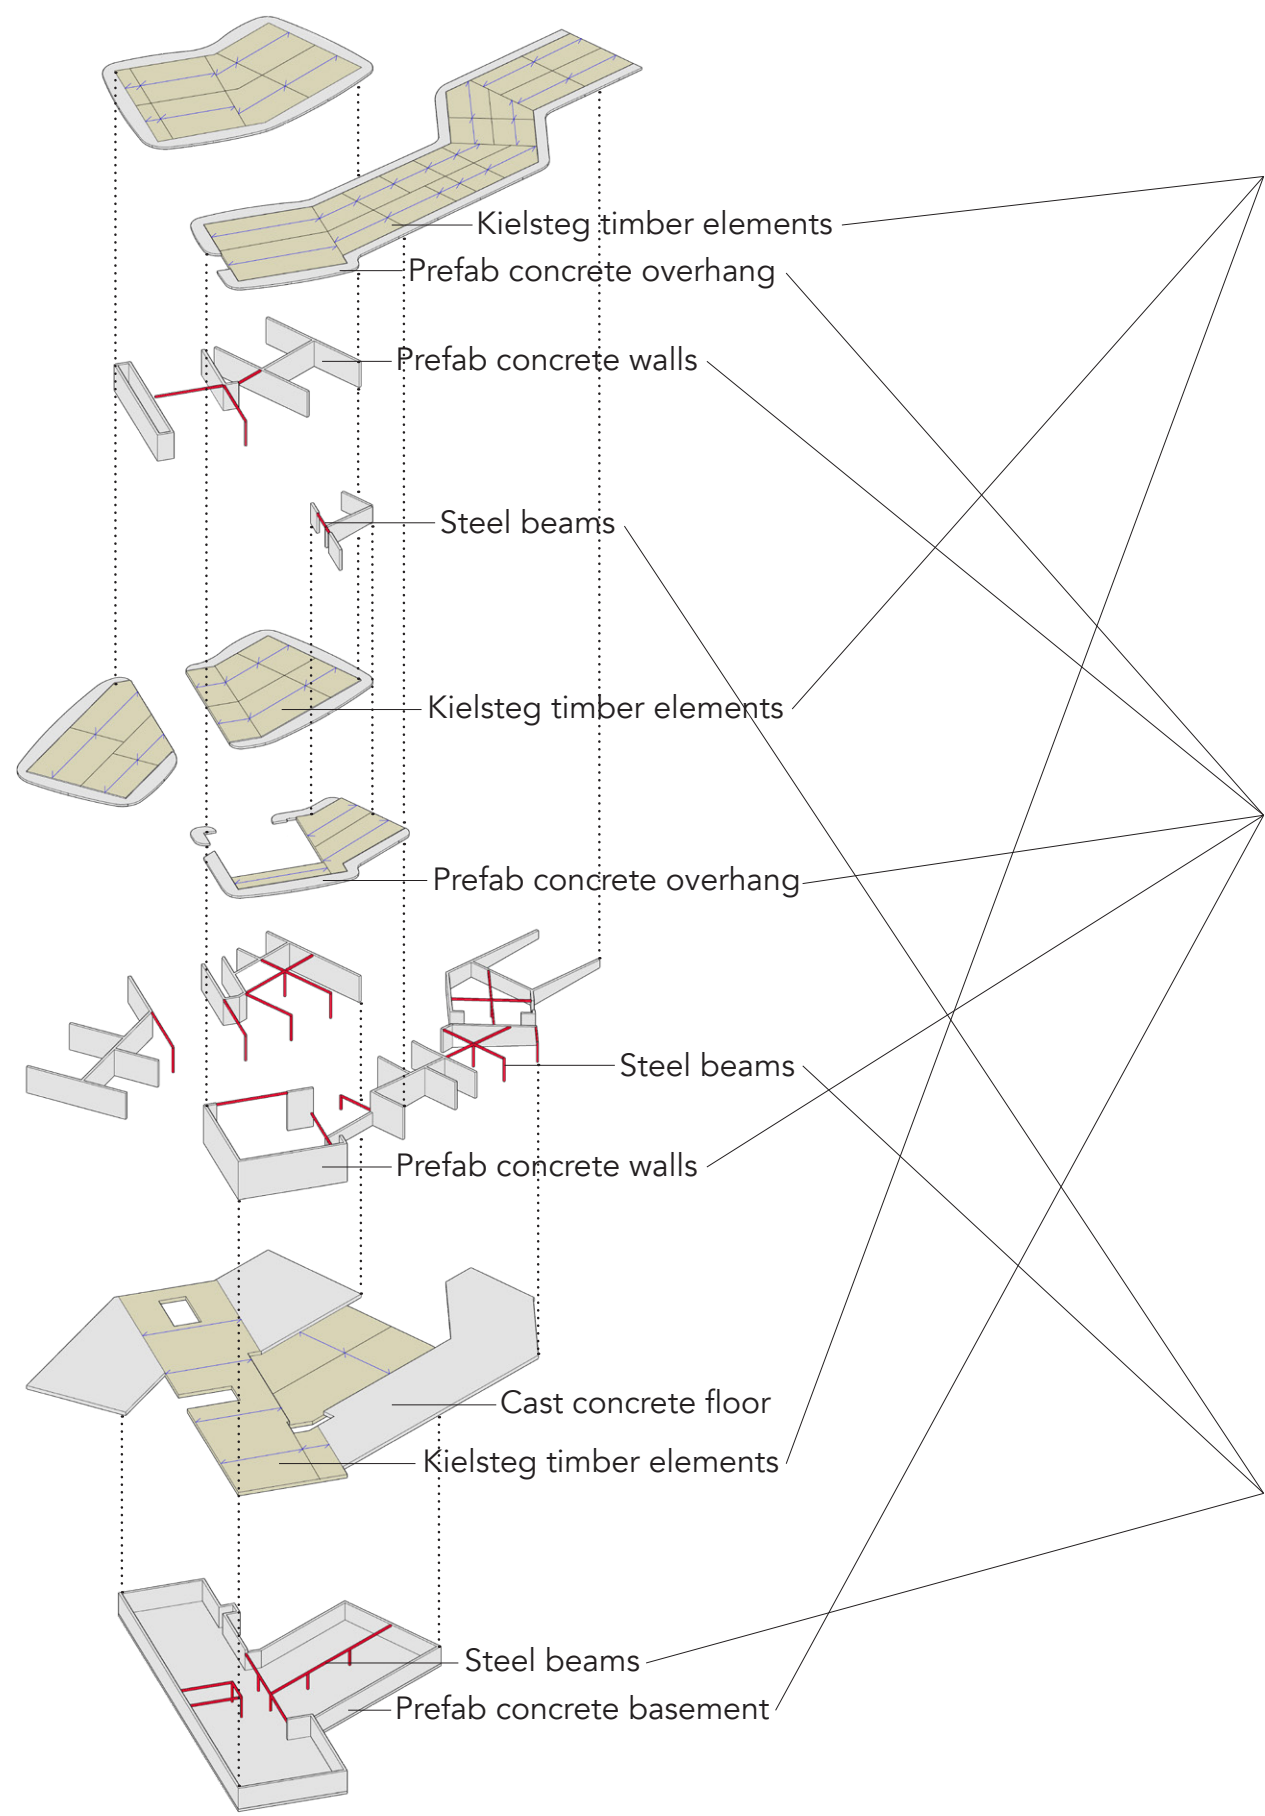 Kielsteg timber elements
Prefab concrete overhang
Prefab concrete walls
Steel beams
Kielsteg timber elements
Prefab concrete overhang
Steel beams
Prefab concrete walls
Cast concrete floor
Kielsteg timber elements
Steel beams
Prefab concrete basement